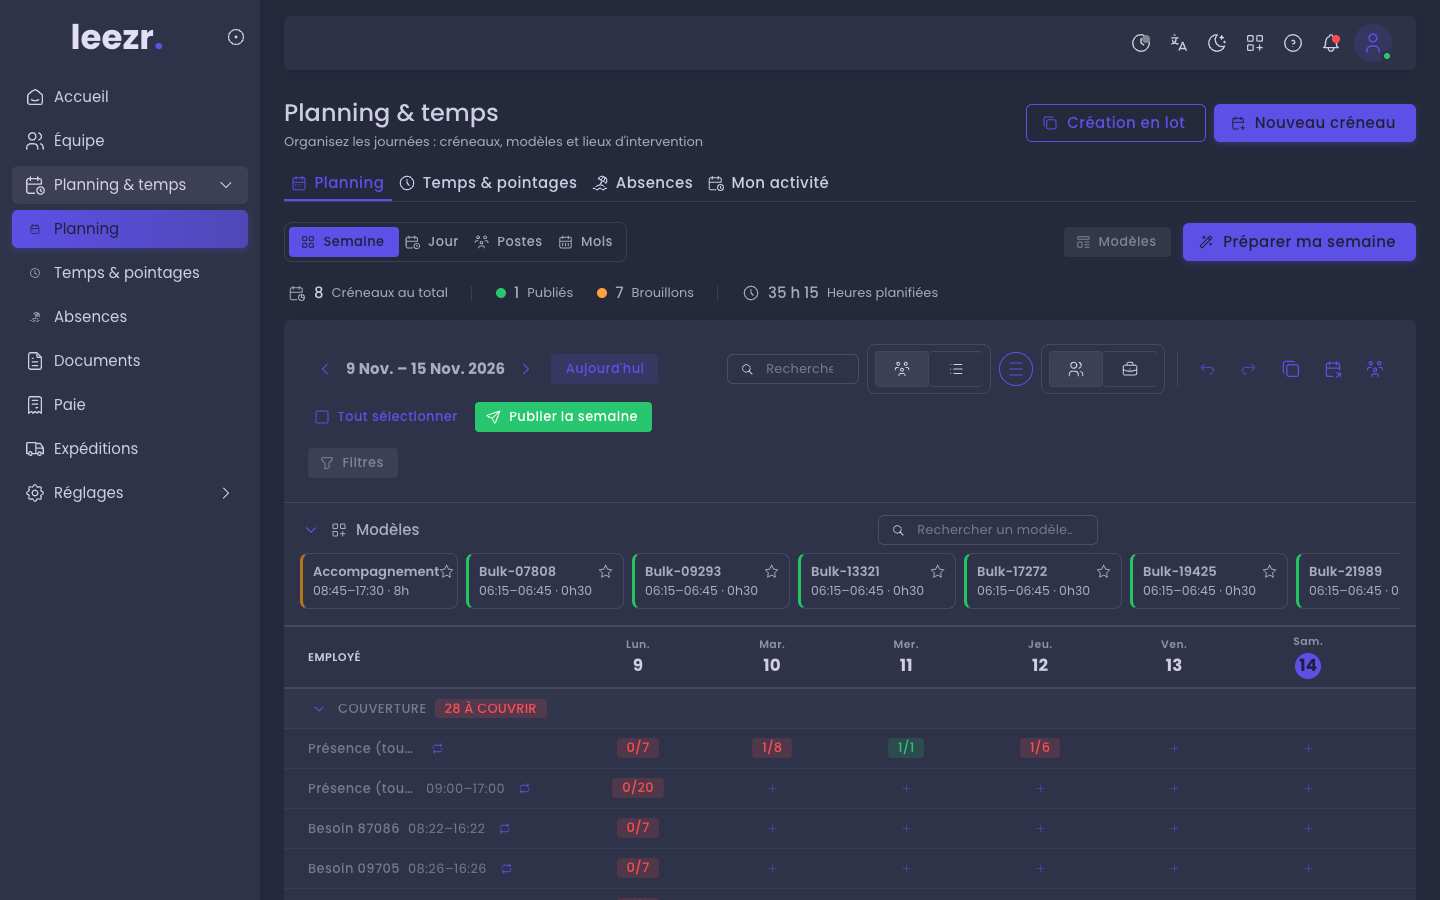 leezr.
Accueil
Équipe
Planning & temps
Planning
Temps & pointages
Absences
Documents
Paie
Expéditions
Réglages
Planning & temps
Organisez les journées : créneaux, modèles et lieux d'intervention
Création en lot
Nouveau créneau
Planning
Temps & pointages
Absences
Mon activité
Semaine
Jour
Postes
Mois
Modèles
Préparer ma semaine
8 Créneaux au total
1 Publiés
7 Brouillons
35 h 15 Heures planifiées
9 Nov. – 15 Nov. 2026
Aujourd'hui
Recherche
Tout sélectionner
Publier la semaine
Filtres
Modèles
Rechercher un modèle..
Accompagnement
08:45–17:30 · 8h
Bulk-07808
06:15–06:45 · 0h30
Bulk-09293
06:15–06:45 · 0h30
Bulk-13321
06:15–06:45 · 0h30
Bulk-17272
06:15–06:45 · 0h30
Bulk-19425
06:15–06:45 · 0h30
Bulk-21989
06:15–06:45 · 0
EMPLOYÉ
Lun. 9
Mar. 10
Mer. 11
Jeu. 12
Ven. 13
Sam. 14
COUVERTURE 28 À COUVRIR
Présence (tou... 0/7 1/8 1/1 1/6 + +
Présence (tou... 09:00–17:00 0/20 + + + + +
Besoin 87086 08:22–16:22 0/7 + + + + +
Besoin 09705 08:26–16:26 0/7 + + + + +